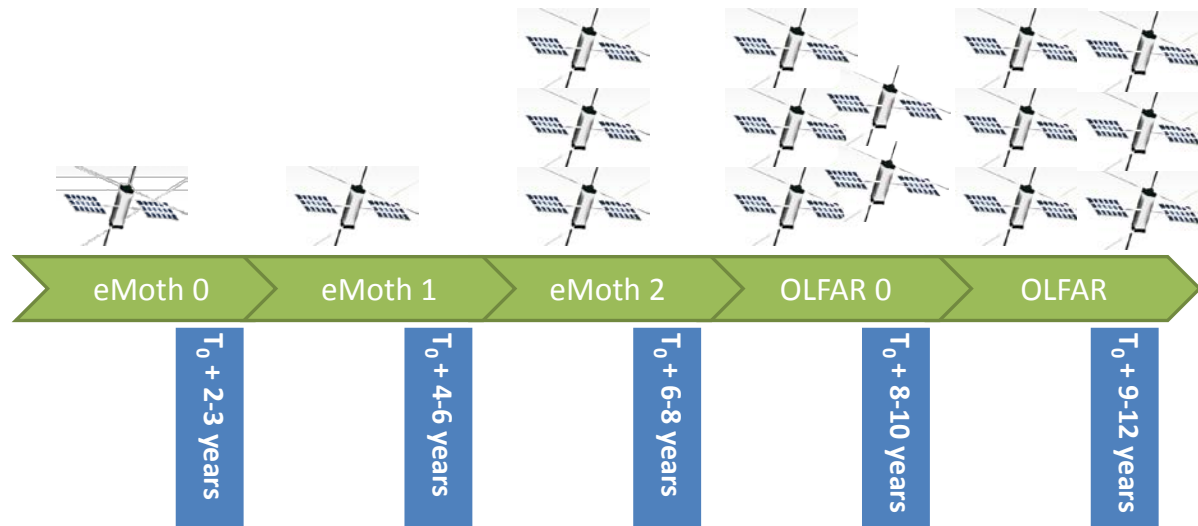 eMoth 0
eMoth 1
eMoth 2
OLFAR 0
OLFAR
T₀ + 2-3 years
T₀ + 4-6 years
T₀ + 6-8 years
T₀ + 8-10 years
T₀ + 9-12 years